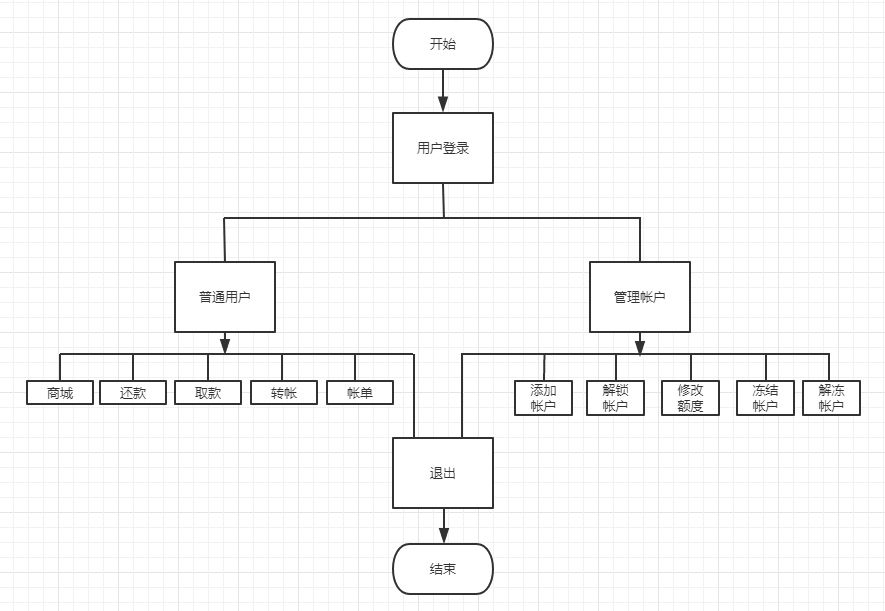 开始
用户登录
普通用户
管理帐户
商城
还款
取款
转帐
帐单
添加
帐户
解锁
帐户
修改
额度
冻结
帐户
解冻
帐户
退出
结束